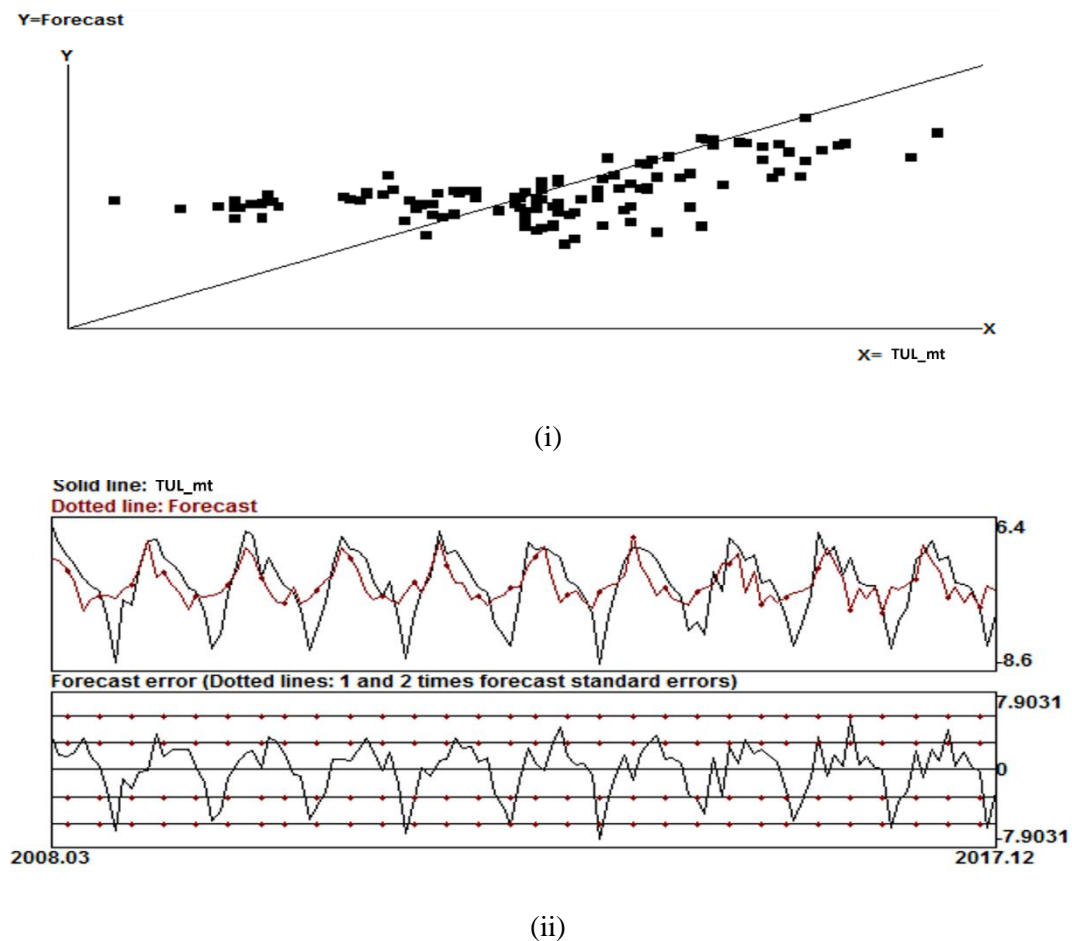 Y=Forecast
Y
X
X= TUL_mt
(i)
Solid line: TUL_mt
Dotted line: Forecast
6.4
-8.6
Forecast error (Dotted lines: 1 and 2 times forecast standard errors)
7.9031
0
-7.9031
2008.03
2017.12
(ii)